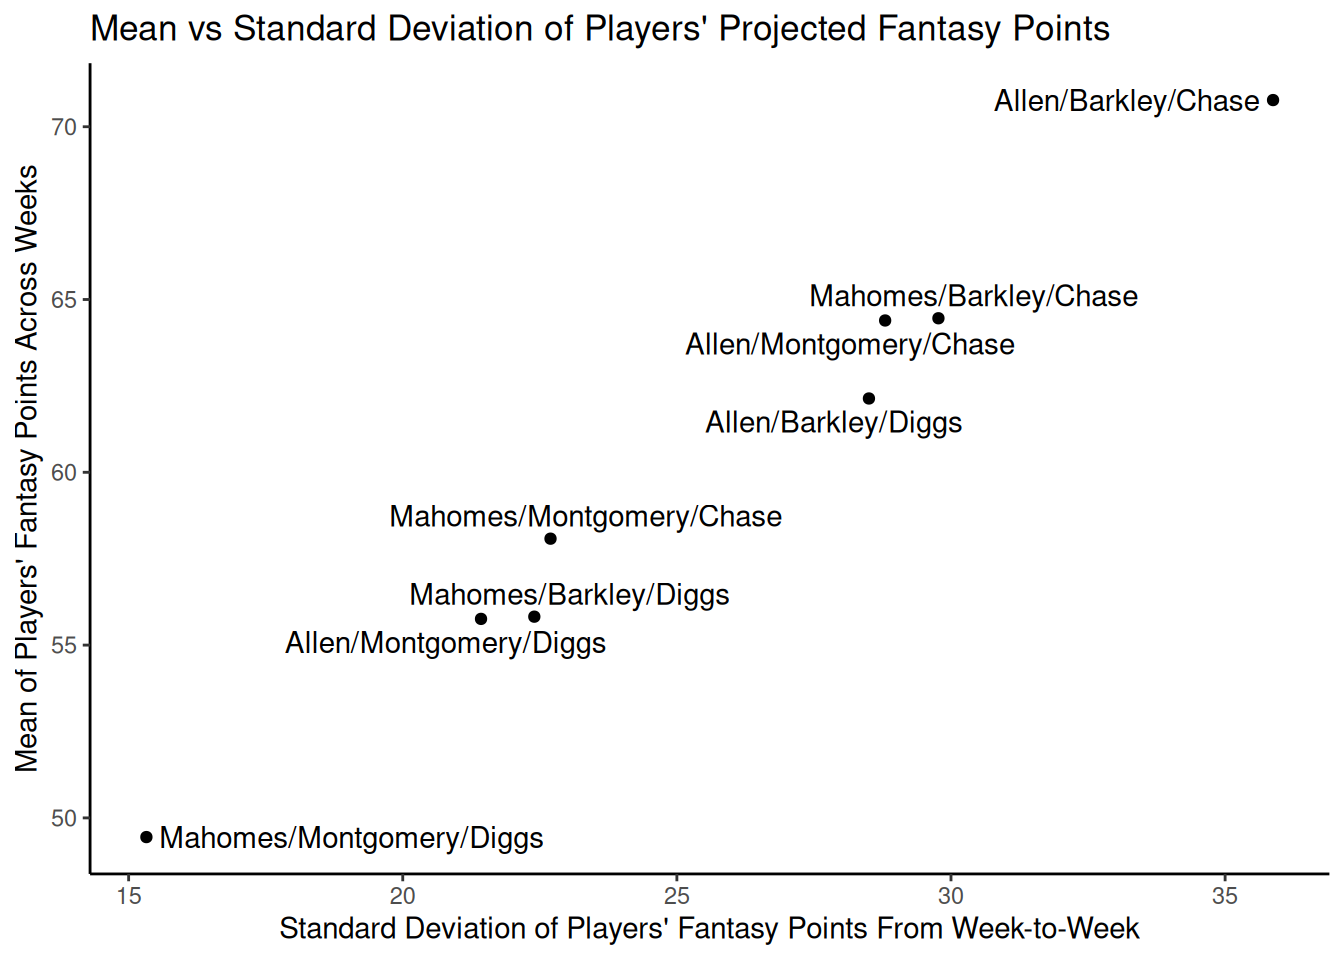 Mean vs Standard Deviation of Players' Projected Fantasy Points
Mean of Players' Fantasy Points Across Weeks
70
65
60
55
50
Allen/Barkley/Chase
Mahomes/Barkley/Chase
Allen/Montgomery/Chase
Allen/Barkley/Diggs
Mahomes/Montgomery/Chase
Mahomes/Barkley/Diggs
Allen/Montgomery/Diggs
Mahomes/Montgomery/Diggs
15 20 25 30 35
Standard Deviation of Players' Fantasy Points From Week-to-Week